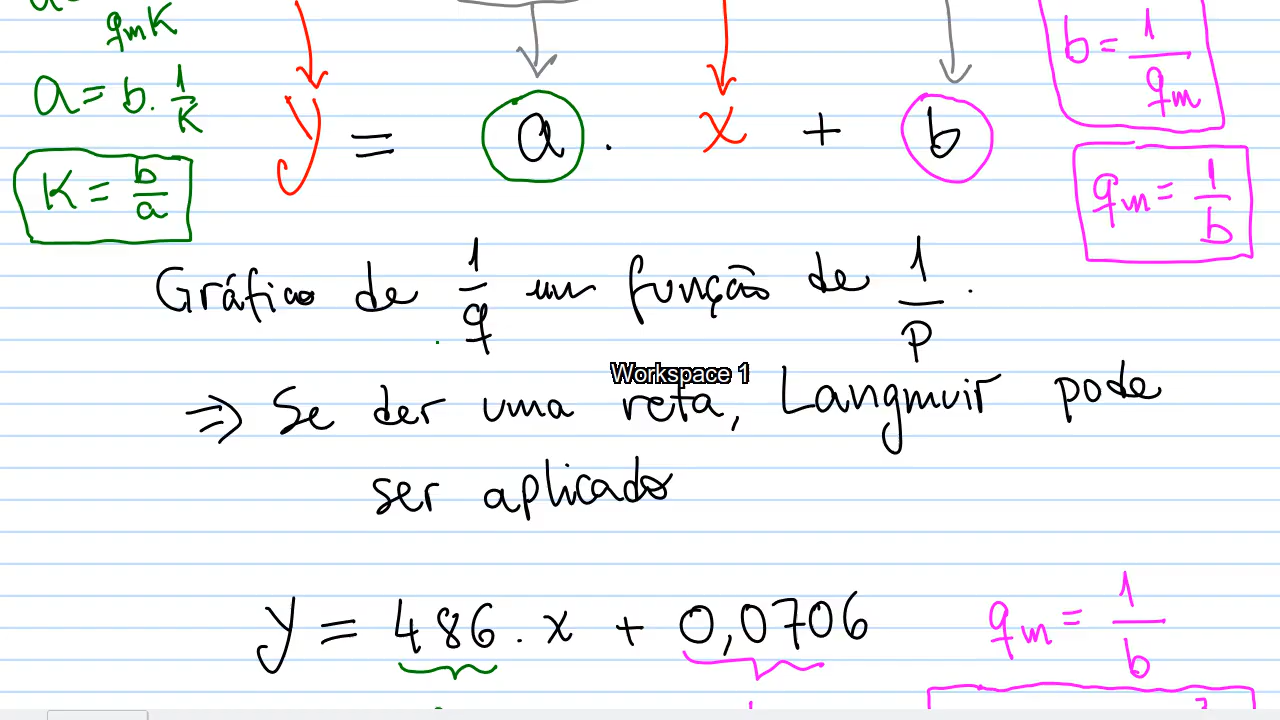 qmK
a = b. 1/K
K = b/a
y = a . x + b
b = 1/qm
qm = 1/b
Gráfico de 1/q em função de 1/P.
Workspace 1
⇒ Se der uma reta, Langmuir pode
ser aplicado
y = 486 . x + 0,0706
qm = 1/b